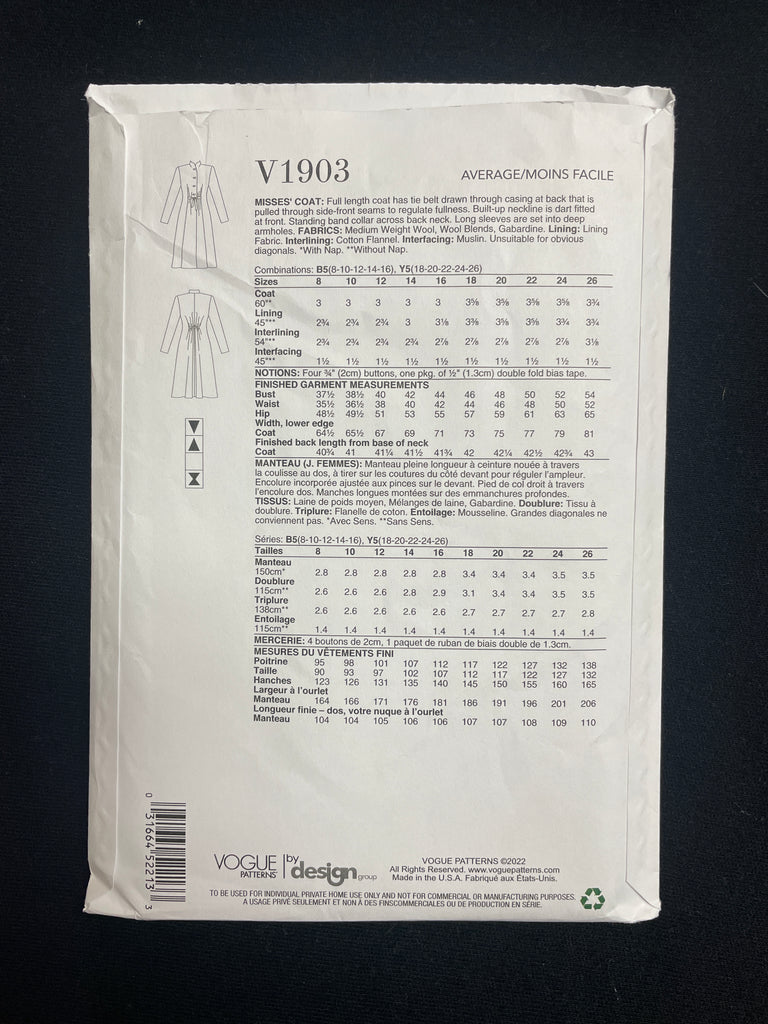 V1903
AVERAGE/MOINS FACILE
MISSES' COAT: Full length coat has tie belt drawn through casing at back that is
pulled through side-front seams to regulate fullness. Built-up neckline is dart fitted
at front. Standing band collar across back neck. Long sleeves are set into deep
armholes. FABRICS: Medium Weight Wool, Wool Blends, Gabardine. Lining: Lining
Fabric. Interlining: Cotton Flannel. Interfacing: Muslin. Unsuitable for obvious
diagonals. *With Nap. **Without Nap.
Combinations: B5(8-10-12-14-16), Y5(18-20-22-24-26)
Sizes 8 10 12 14 16 18 20 22 24 26
Coat
60"* 3 3 3 3 3 3⅝ 3⅝ 3⅝ 3⅝ 3¾
Lining
45"** 2¾ 2¾ 2¾ 3 3⅛ 3⅜ 3⅝ 3⅝ 3¾ 3¾
Interlining
54"** 2¾ 2¾ 2¾ 2¾ 2⅞ 2⅞ 2⅞ 2⅞ 2⅞ 3⅛
Interfacing
45"** 1½ 1½ 1½ 1½ 1½ 1½ 1½ 1½ 1½ 1½
NOTIONS: Four ¾" (2cm) buttons, one pkg. of ½" (1.3cm) double fold bias tape.
FINISHED GARMENT MEASUREMENTS
Bust 37½ 38½ 40 42 44 46 48 50 52 54
Waist 35½ 36½ 38 40 42 44 46 48 50 52
Hip 48½ 49½ 51 53 55 57 59 61 63 65
Width, lower edge
Coat 64½ 65½ 67 69 71 73 75 77 79 81
Finished back length from base of neck
Coat 40¾ 41 41¼ 41½ 41¾ 42 42¼ 42½ 42¾ 43
MANTEAU (J. FEMMES): Manteau pleine longueur à ceinture nouée à travers
la coulisse au dos, à tirer sur les coutures du côté devant pour réguler l'ampleur.
Encolure incorporée ajustée aux pinces sur le devant. Pied de col droit à travers
l'encolure dos. Manches longues montées sur des emmanchures profondes.
TISSUS: Laine de poids moyen, Mélanges de laine, Gabardine. Doublure: Tissu à
doublure. Triplure: Flanelle de coton. Entoilage: Mousseline. Grandes diagonales ne
conviennent pas. *Avec Sens. **Sans Sens.
Séries: B5(8-10-12-14-16), Y5(18-20-22-24-26)
Tailles 8 10 12 14 16 18 20 22 24 26
Manteau
150cm* 2.8 2.8 2.8 2.8 2.8 3.4 3.4 3.4 3.5 3.5
Doublure
115cm** 2.6 2.6 2.6 2.8 2.9 3.1 3.4 3.4 3.5 3.5
Triplure
138cm** 2.6 2.6 2.6 2.6 2.6 2.7 2.7 2.7 2.7 2.8
Entoilage
115cm** 1.4 1.4 1.4 1.4 1.4 1.4 1.4 1.4 1.4 1.4
MERCERIE: 4 boutons de 2cm, 1 paquet de ruban de biais double de 1.3cm.
MESURES DU VÊTEMENTS FINI
Poitrine 95 98 101 107 112 117 122 127 132 138
Taille 90 93 97 102 107 112 117 122 127 132
Hanches 123 126 131 135 140 145 150 155 160 165
Largeur à l'ourlet
Manteau 164 166 171 176 181 186 191 196 201 206
Longueur finie – dos, votre nuque à l'ourlet
Manteau 104 104 105 106 106 107 107 108 109 110
0 31664 52213 3
VOGUE PATTERNS by design group
VOGUE PATTERNS ©2022
All Rights Reserved. www.voguepatterns.com
Made in the U.S.A. Fabriqué aux États-Unis.
TO BE USED FOR INDIVIDUAL PRIVATE HOME USE ONLY AND NOT FOR COMMERCIAL OR MANUFACTURING PURPOSES.
A USAGE PRIVÉ SEULEMENT ET NON À DES FINSCOMMERCIALES OU DE PRODUCTION EN SÉRIE.